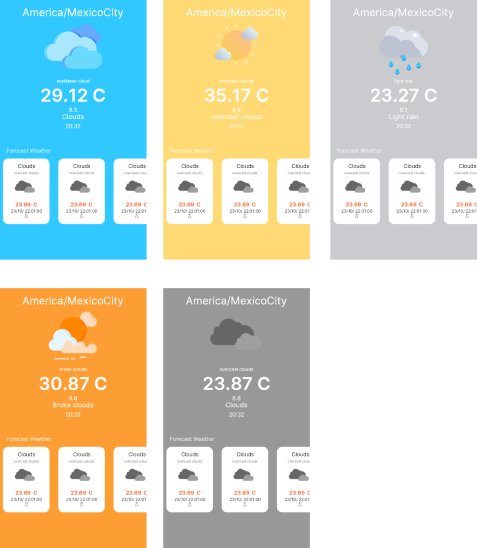 America/MexicoCity
scattered cloud
29.12 C
8.5
Clouds
20:32
Forecast Weather
Clouds
overcast clouds
23.69 C
23/10/ 22:01:00
Clouds
overcast clouds
23.69 C
23/10/ 22:01:00
Clouds
overcast clou
23.69 C
23/10/ 22:01
America/MexicoCity
overcast clouds
35.17 C
8.8
overcast clouds
20:32
Forecast Weather
Clouds
overcast clouds
23.69 C
23/10/ 22:01:00
Clouds
overcast clouds
23.69 C
23/10/ 22:01:00
Clouds
overcast clou
23.69 C
23/10/ 22:01
America/MexicoCity
light rain
23.27 C
8.1
Light rain
20:32
Forecast Weather
Clouds
overcast clouds
23.69 C
23/10/ 22:01:00
Clouds
overcast clouds
23.69 C
23/10/ 22:01:00
Clouds
overcast clou
23.69 C
23/10/ 22:01
America/MexicoCity
broke clouds
30.87 C
8.8
Broke clouds
20:32
Forecast Weather
Clouds
overcast clouds
23.69 C
23/10/ 22:01:00
Clouds
overcast clouds
23.69 C
23/10/ 22:01:00
Clouds
overcast clou
23.69 C
23/10/ 22:01
America/MexicoCity
overcast clouds
23.87 C
8.8
Clouds
20:32
Forecast Weather
Clouds
overcast clouds
23.69 C
23/10/ 22:01:00
Clouds
overcast clouds
23.69 C
23/10/ 22:01:00
Clouds
overcast clou
23.69 C
23/10/ 22:01